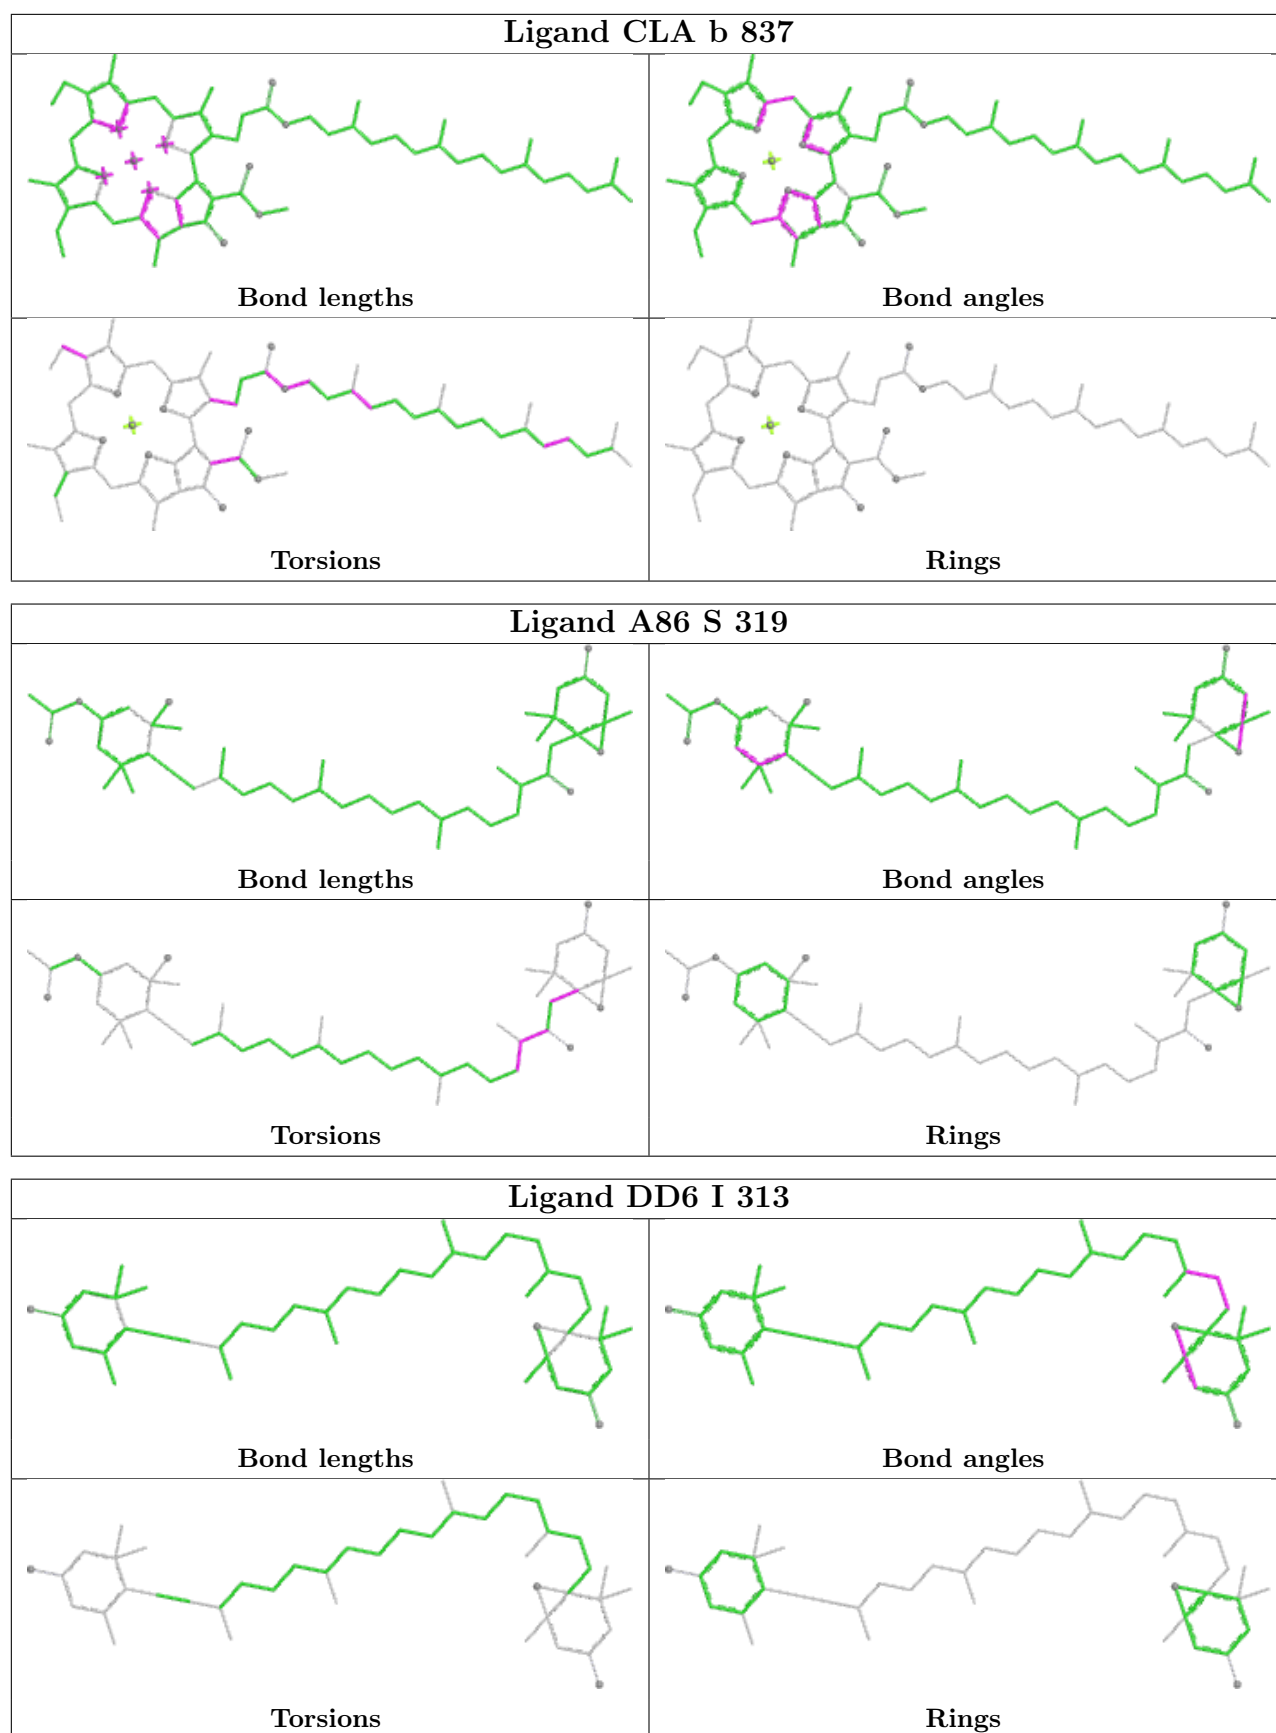 Ligand CLA b 837
Bond lengths
Bond angles
Torsions
Rings
Ligand A86 S 319
Bond lengths
Bond angles
Torsions
Rings
Ligand DD6 I 313
Bond lengths
Bond angles
Torsions
Rings